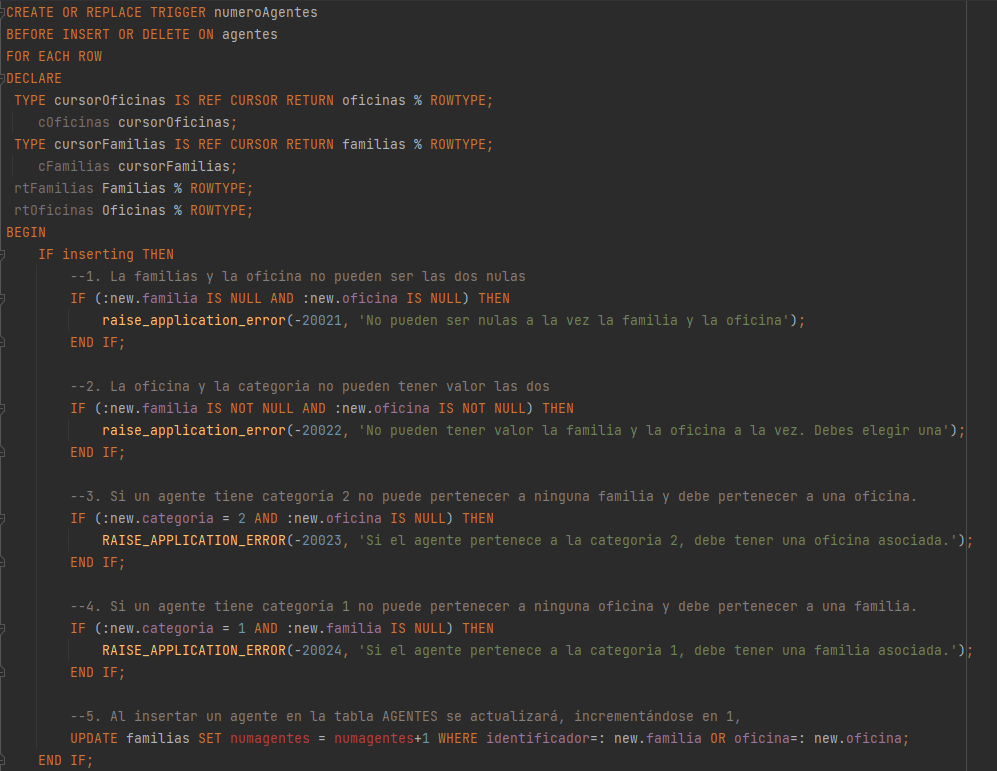 CREATE OR REPLACE TRIGGER numeroAgentes
BEFORE INSERT OR DELETE ON agentes
FOR EACH ROW
DECLARE
TYPE cursorOficinas IS REF CURSOR RETURN oficinas % ROWTYPE;
cOficinas cursorOficinas;
TYPE cursorFamilias IS REF CURSOR RETURN familias % ROWTYPE;
cFamilias cursorFamilias;
rtFamilias Familias % ROWTYPE;
rtOficinas Oficinas % ROWTYPE;
BEGIN
IF inserting THEN
--1. La familias y la oficina no pueden ser las dos nulas
IF (:new.familia IS NULL AND :new.oficina IS NULL) THEN
raise_application_error(-20021, 'No pueden ser nulas a la vez la familia y la oficina');
END IF;
--2. La oficina y la categoria no pueden tener valor las dos
IF (:new.familia IS NOT NULL AND :new.oficina IS NOT NULL) THEN
raise_application_error(-20022, 'No pueden tener valor la familia y la oficina a la vez. Debes elegir una');
END IF;
--3. Si un agente tiene categoria 2 no puede pertenecer a ninguna familia y debe pertenecer a una oficina.
IF (:new.categoria = 2 AND :new.oficina IS NULL) THEN
RAISE_APPLICATION_ERROR(-20023, 'Si el agente pertenece a la categoria 2, debe tener una oficina asociada.');
END IF;
--4. Si un agente tiene categoría 1 no puede pertenecer a ninguna oficina y debe pertenecer a una familia.
IF (:new.categoria = 1 AND :new.familia IS NULL) THEN
RAISE_APPLICATION_ERROR(-20024, 'Si el agente pertenece a la categoria 1, debe tener una familia asociada.');
END IF;
--5. Al insertar un agente en la tabla AGENTES se actualizará, incrementándose en 1,
UPDATE familias SET numagentes = numagentes+1 WHERE identificador=: new.familia OR oficina=: new.oficina;
END IF;